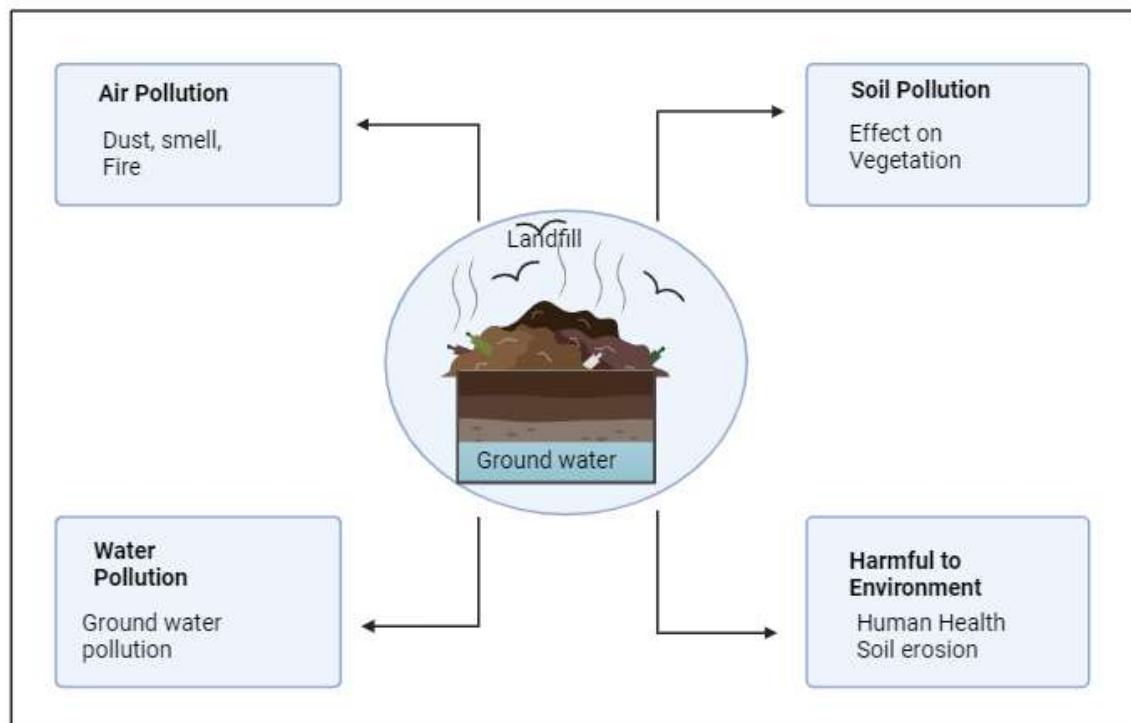 Air Pollution
Dust, smell,
Fire
Soil Pollution
Effect on
Vegetation
Landfill
Ground water
Water
Pollution
Ground water
pollution
Harmful to
Environment
Human Health
Soil erosion